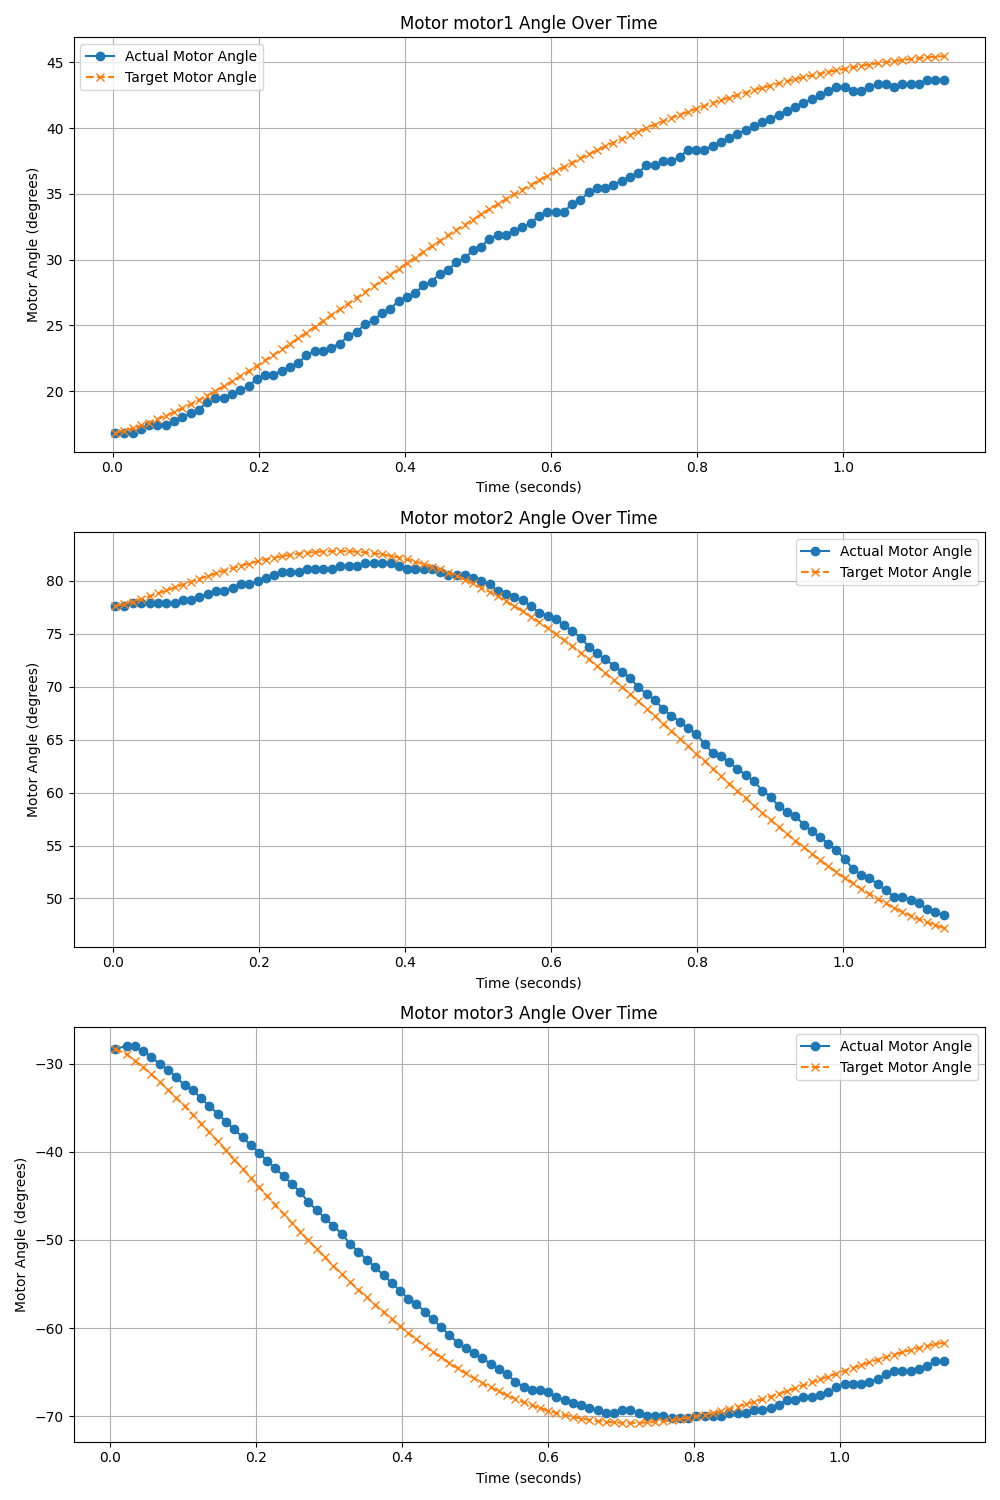 Motor motor1 Angle Over Time
Actual Motor Angle
Target Motor Angle
45
40
35
30
25
20
Motor Angle (degrees)
0.0 0.2 0.4 0.6 0.8 1.0
Time (seconds)
Motor motor2 Angle Over Time
Actual Motor Angle
Target Motor Angle
80
75
70
65
60
55
50
Motor Angle (degrees)
0.0 0.2 0.4 0.6 0.8 1.0
Time (seconds)
Motor motor3 Angle Over Time
Actual Motor Angle
Target Motor Angle
−30
−40
−50
−60
−70
Motor Angle (degrees)
0.0 0.2 0.4 0.6 0.8 1.0
Time (seconds)